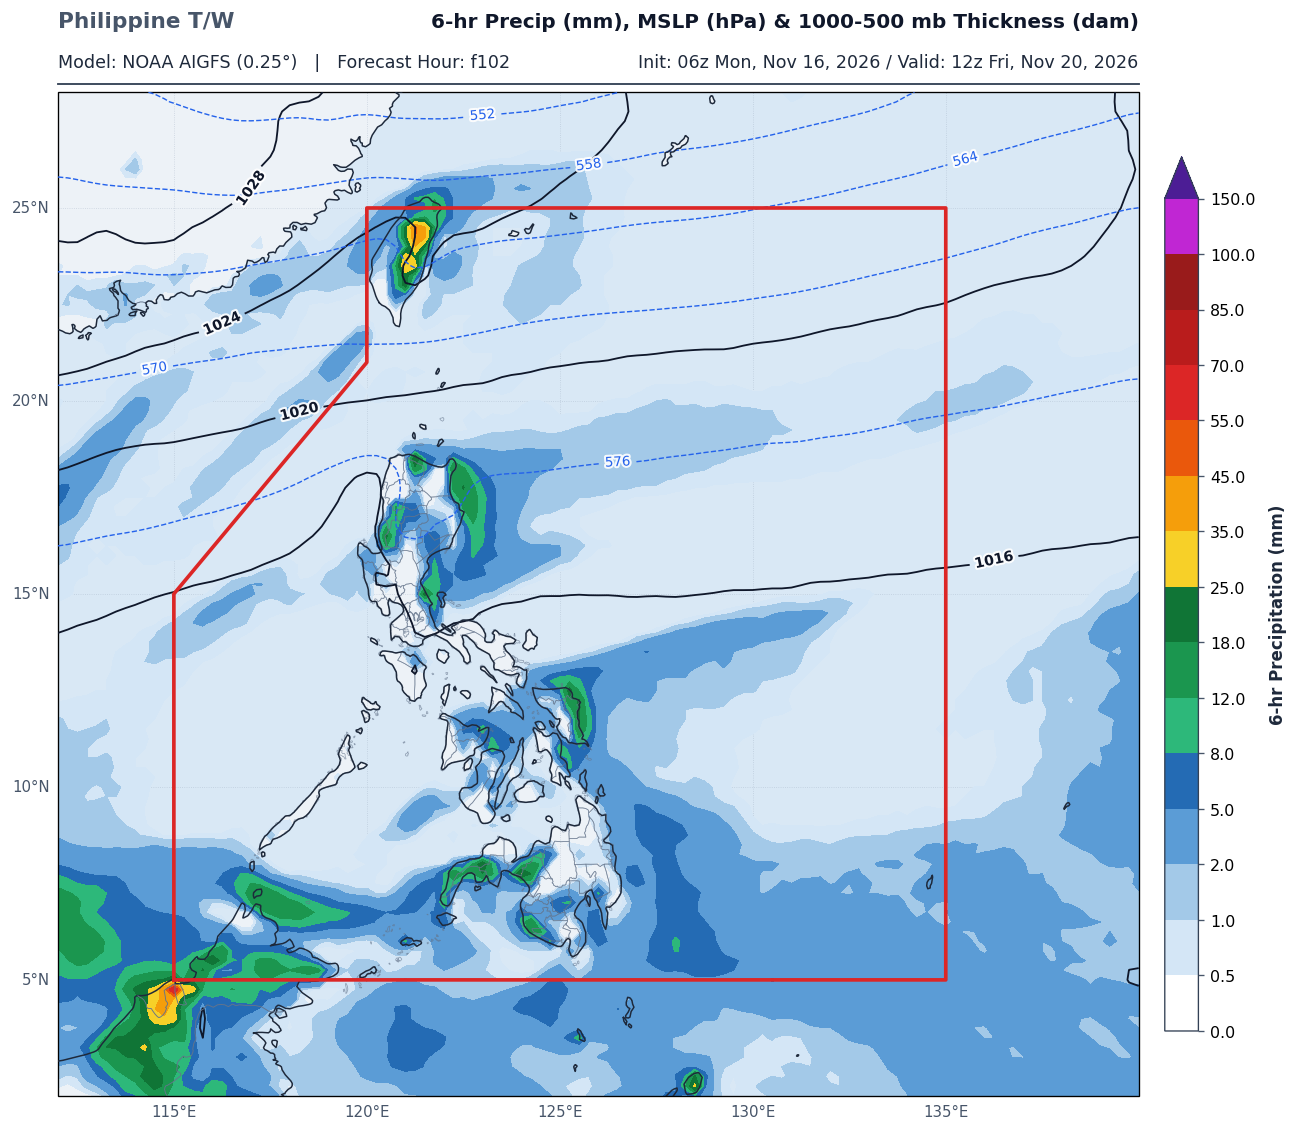 Philippine T/W
6-hr Precip (mm), MSLP (hPa) & 1000-500 mb Thickness (dam)
Model: NOAA AIGFS (0.25°) | Forecast Hour: f102
Init: 06z Mon, Nov 16, 2026 / Valid: 12z Fri, Nov 20, 2026
552
558
564
1028
25°N
1024
570
20°N
1020
576
1016
15°N
10°N
5°N
115°E
120°E
125°E
130°E
135°E
150.0
100.0
85.0
70.0
55.0
45.0
35.0
25.0
18.0
12.0
8.0
5.0
2.0
1.0
0.5
0.0
6-hr Precipitation (mm)